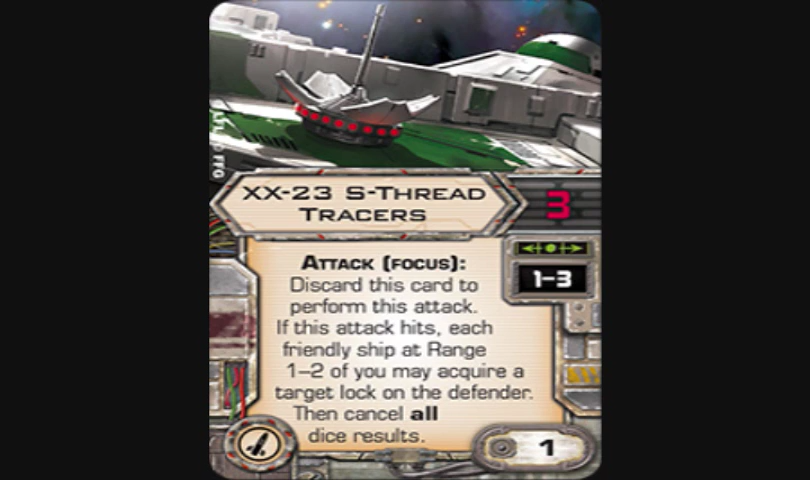 XX-23 S-THREAD
TRACERS
3
ATTACK (FOCUS):
1-3
Discard this card to
perform this attack.
If this attack hits, each
friendly ship at Range
1–2 of you may acquire a
target lock on the defender.
Then cancel all
dice results.
1